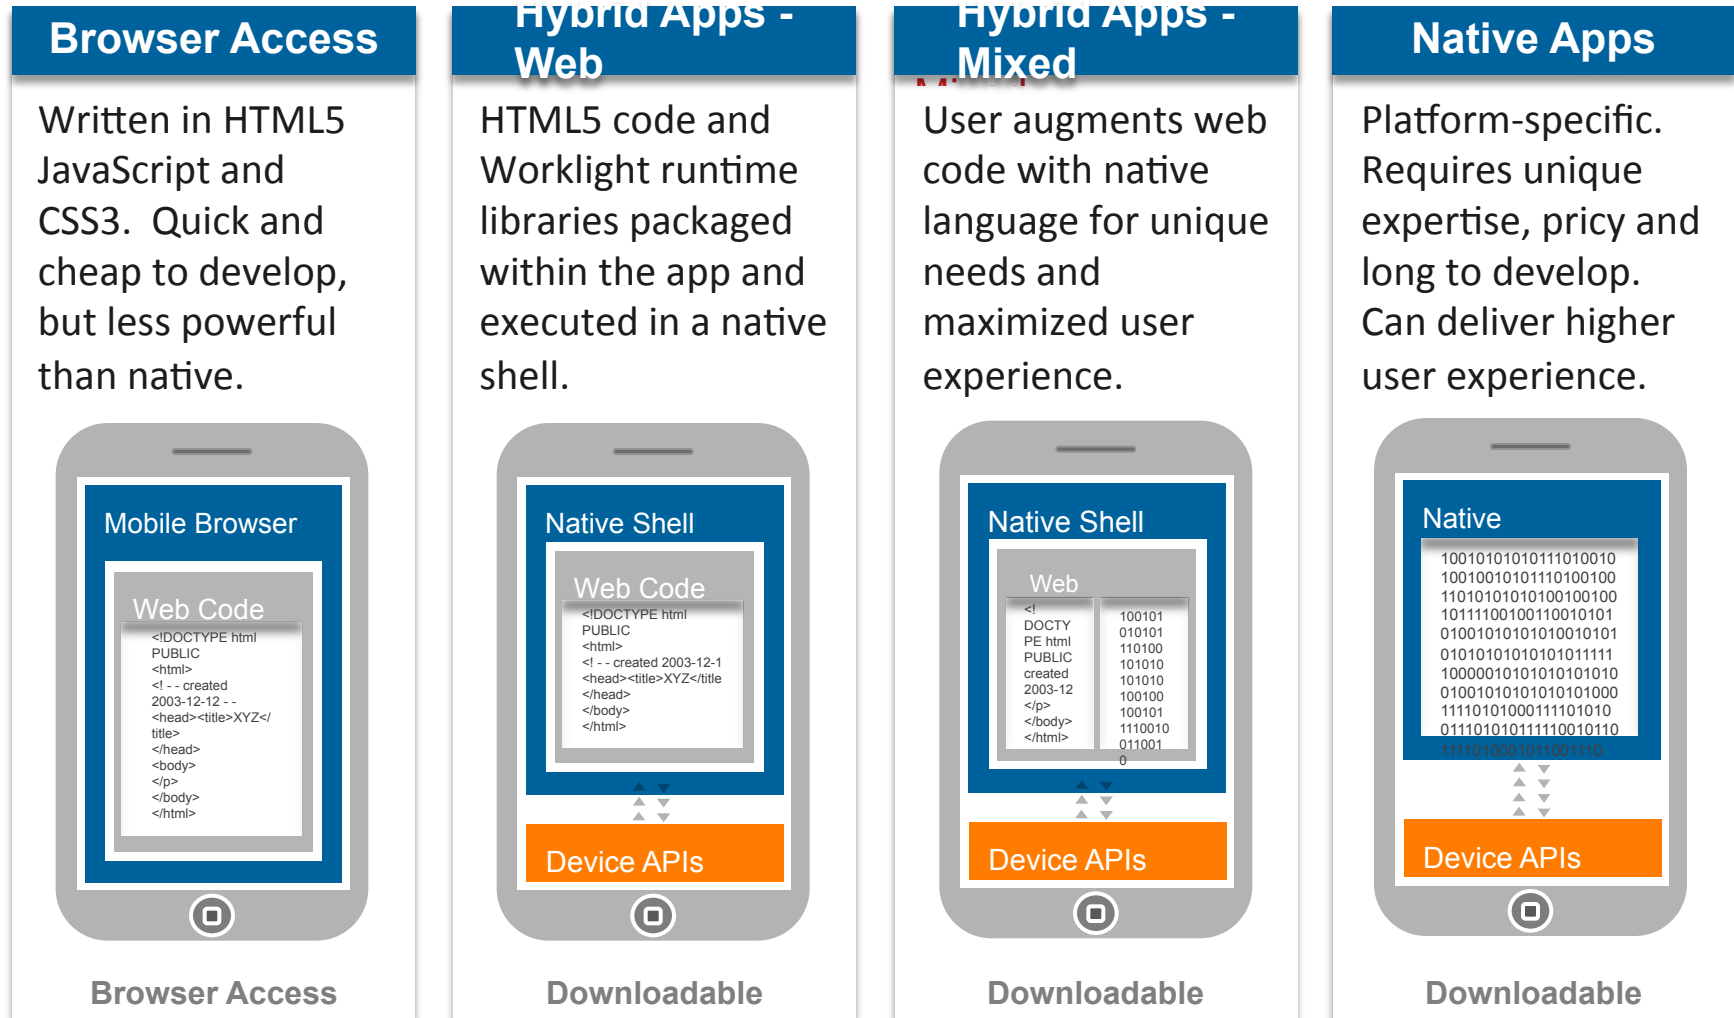 Browser Access
Written in HTML5
JavaScript and
CSS3.  Quick and
cheap to develop,
but less powerful
than native.
Mobile Browser
Web Code
<!DOCTYPE html
PUBLIC
<html>
<! - - created
2003-12-12 - -
<head><title>XYZ</
title>
</head>
<body>
</p>
</body>
</html>
Browser Access
Hybrid Apps -
Web
HTML5 code and
Worklight runtime
libraries packaged
within the app and
executed in a native
shell.
Native Shell
Web Code
<!DOCTYPE html
PUBLIC
<html>
<! - - created 2003-12-1
<head><title>XYZ</title
</head>
</body>
</html>
Device APIs
Downloadable
Hybrid Apps -
Mixed
User augments web
code with native
language for unique
needs and
maximized user
experience.
Native Shell
Web
<!
DOCTY
PE html
PUBLIC
created
2003-12
</p>
</body>
</html>
100101
010101
110100
101010
101010
100100
100101
1110010
011001
0
Device APIs
Downloadable
Native Apps
Platform-specific.
Requires unique
expertise, pricy and
long to develop.
Can deliver higher
user experience.
Native
10010101010111010010
10010010101110100100
11010101010100100100
10111100100110010101
01001010101010010101
01010101010101011111
10000010101010101010
01001010101010101000
11110101000111101010
01110101011111001011​0
1111010001011001110
Device APIs
Downloadable